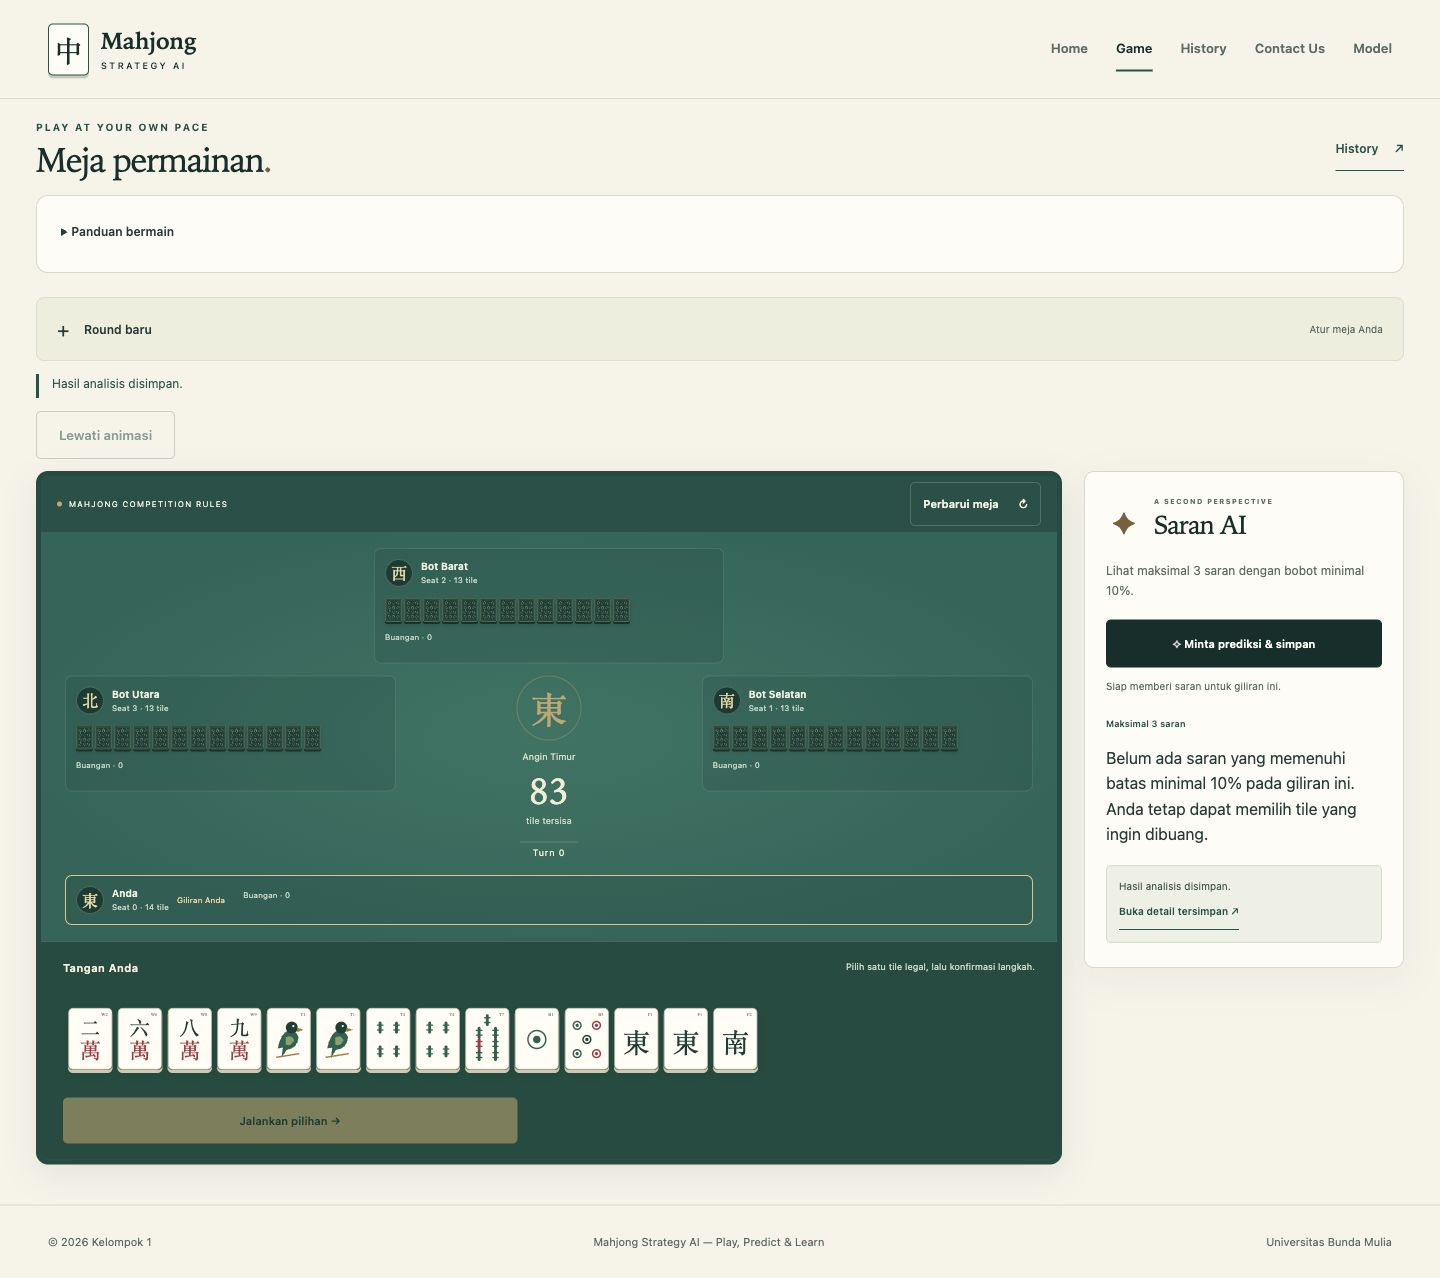 中
Mahjong
STRATEGY AI
Home
Game
History
Contact Us
Model
PLAY AT YOUR OWN PACE
Meja permainan.
History ↗
▶ Panduan bermain
+ Round baru
Atur meja Anda
Hasil analisis disimpan.
Lewati animasi
MAHJONG COMPETITION RULES
Perbarui meja ↻
西
Bot Barat
Seat 2 · 13 tile
Buangan · 0
北
Bot Utara
Seat 3 · 13 tile
Buangan · 0
東
Angin Timur
83
tile tersisa
Turn 0
南
Bot Selatan
Seat 1 · 13 tile
Buangan · 0
東
Anda
Seat 0 · 14 tile
Giliran Anda
Buangan · 0
Tangan Anda
Pilih satu tile legal, lalu konfirmasi langkah.
二萬
六萬
八萬
九萬
東
東
南
Jalankan pilihan →
A SECOND PERSPECTIVE
Saran AI
Lihat maksimal 3 saran dengan bobot minimal
10%.
✧ Minta prediksi & simpan
Siap memberi saran untuk giliran ini.
Maksimal 3 saran
Belum ada saran yang memenuhi
batas minimal 10% pada giliran ini.
Anda tetap dapat memilih tile yang
ingin dibuang.
Hasil analisis disimpan.
Buka detail tersimpan ↗
© 2026 Kelompok 1
Mahjong Strategy AI — Play, Predict & Learn
Universitas Bunda Mulia